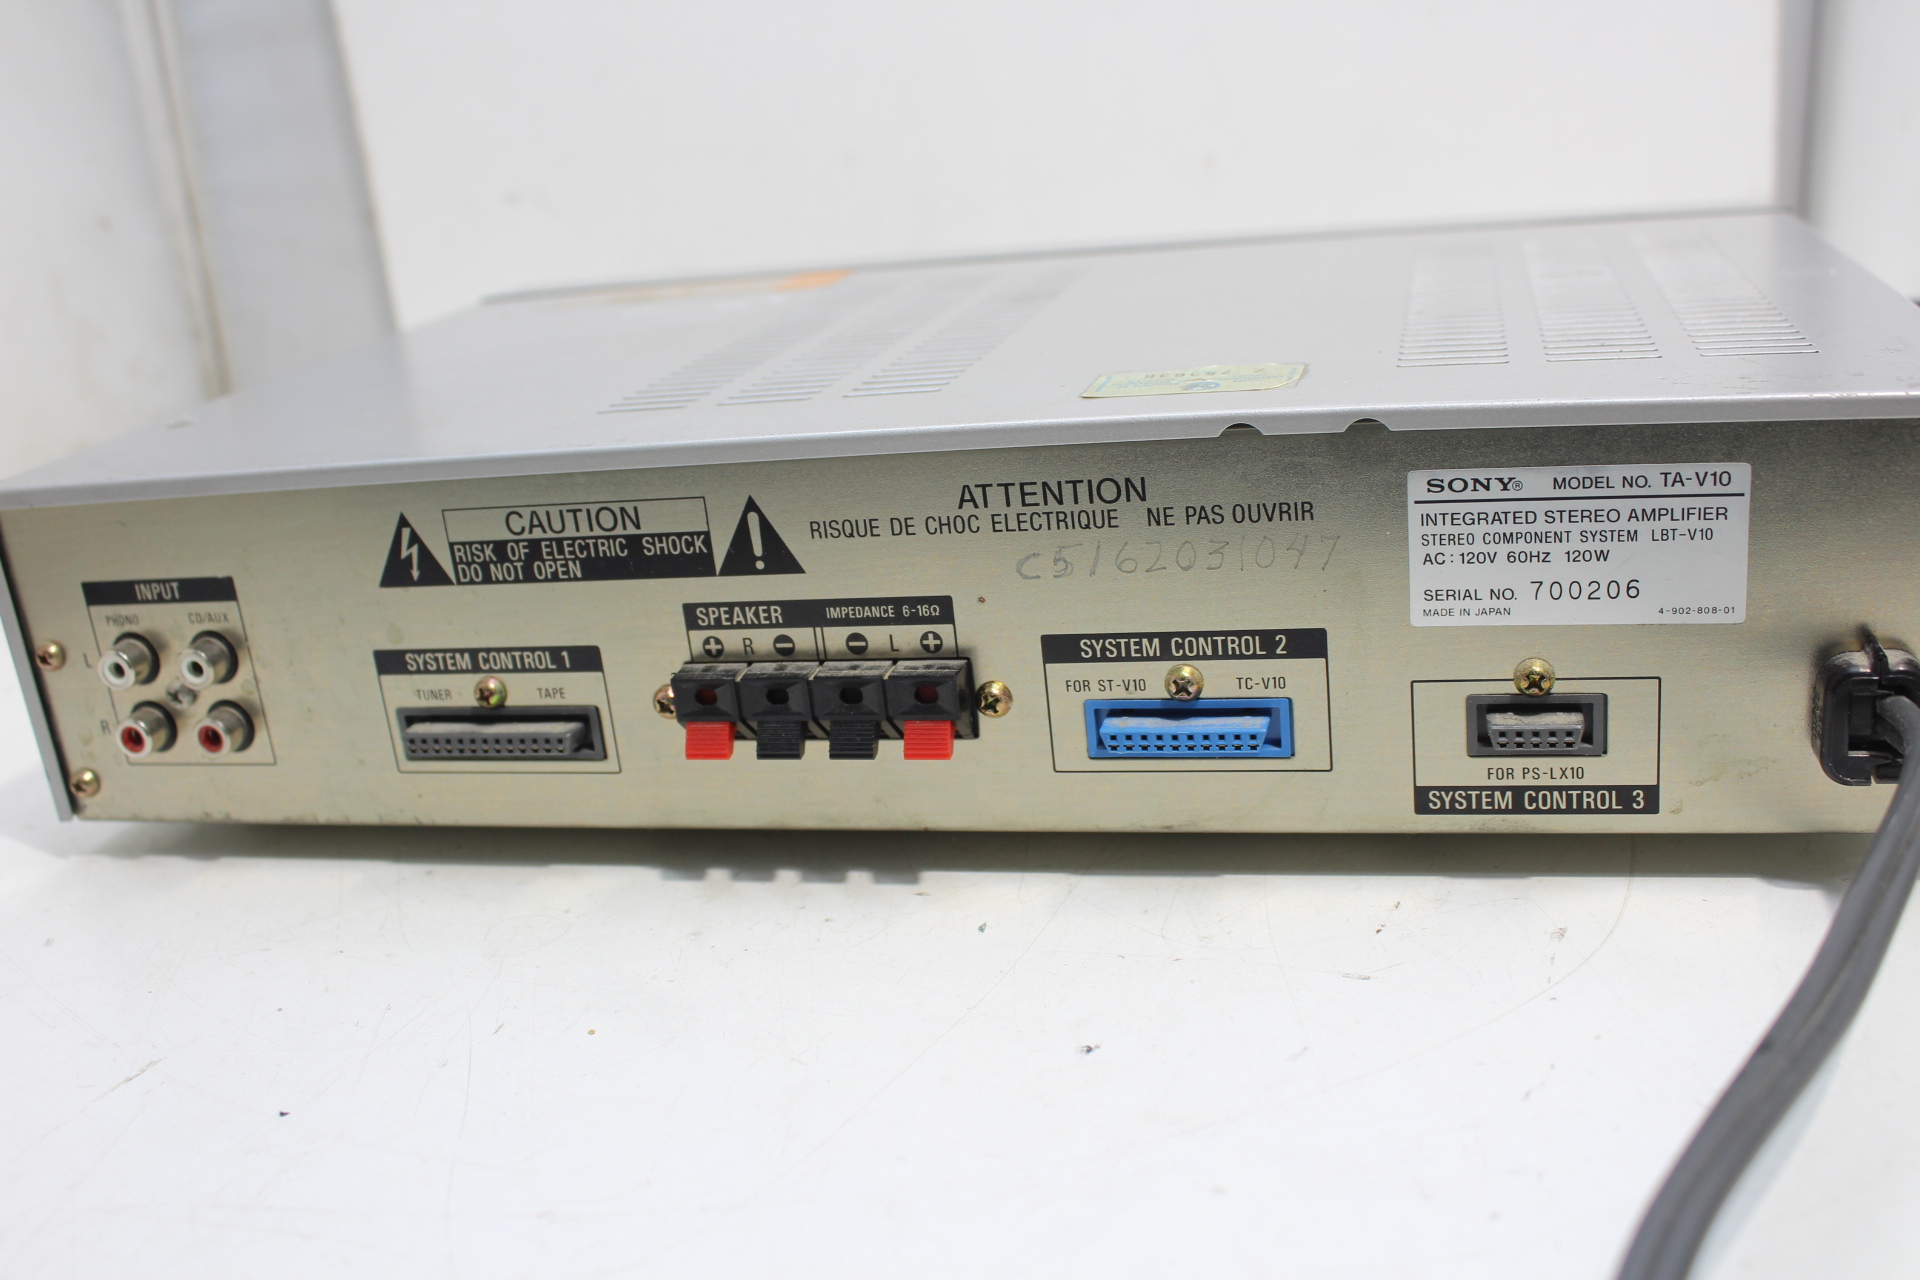 CAUTION
RISK OF ELECTRIC SHOCK
DO NOT OPEN
ATTENTION
RISQUE DE CHOC ELECTRIQUE NE PAS OUVRIR
C5162031047
SONY® MODEL NO. TA-V10
INTEGRATED STEREO AMPLIFIER
STEREO COMPONENT SYSTEM LBT-V10
AC: 120V 60Hz 120W
SERIAL NO. 700206
MADE IN JAPAN 4-902-808-01
INPUT
PHONO CD/AUX
L
R
SYSTEM CONTROL 1
TUNER TAPE
SPEAKER IMPEDANCE 6-16Ω
+ R − − L +
SYSTEM CONTROL 2
FOR ST-V10 TC-V10
FOR PS-LX10
SYSTEM CONTROL 3